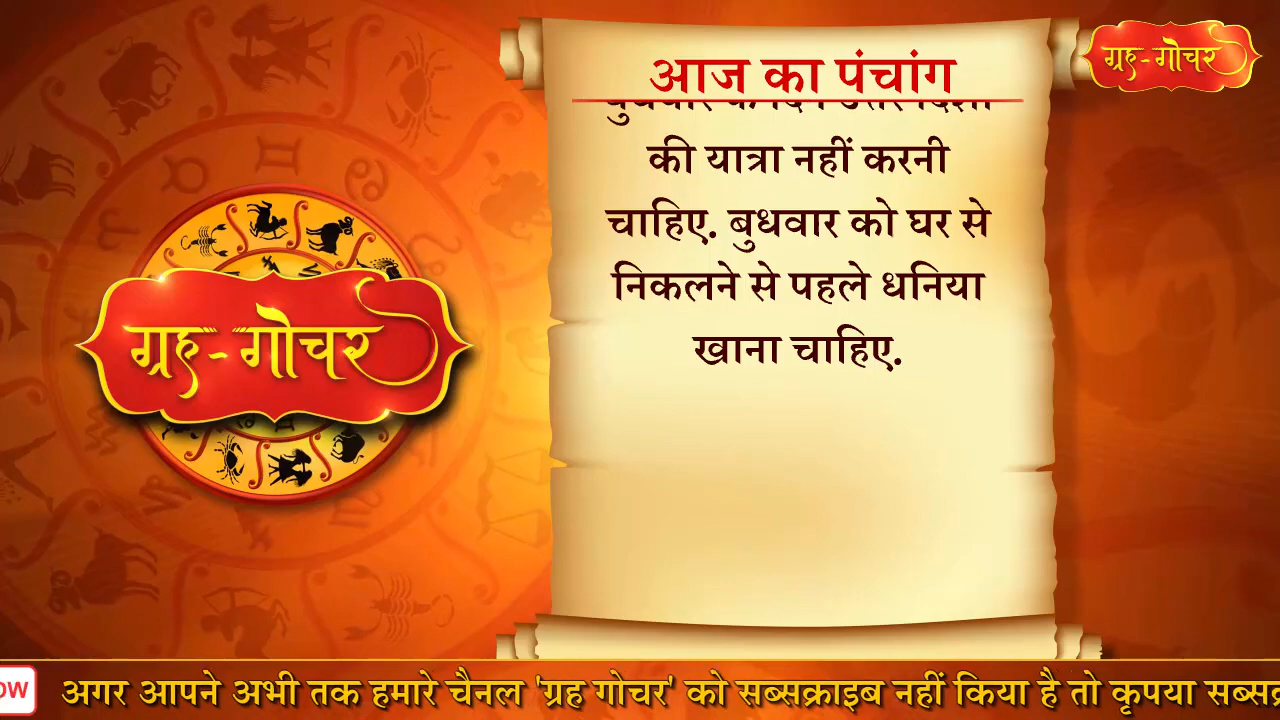 आज का पंचांग
ग्रह-गोचर
की यात्रा नहीं करनी
चाहिए. बुधवार को घर से
निकलने से पहले धनिया
खाना चाहिए.
ग्रह-गोचर
OW
अगर आपने अभी तक हमारे चैनल 'ग्रह गोचर' को सब्सक्राइब नहीं किया है तो कृपया